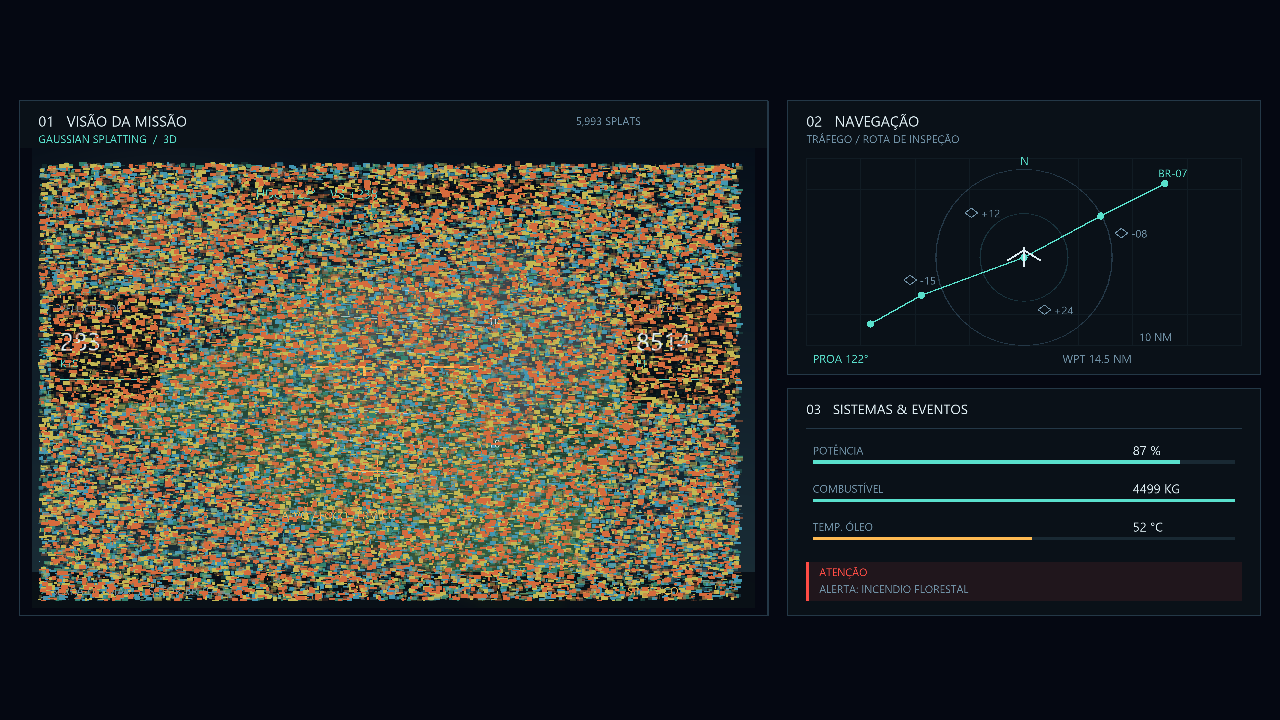 01 VISÃO DA MISSÃO
5,993 SPLATS
GAUSSIAN SPLATTING / 3D
8514
02 NAVEGAÇÃO
TRÁFEGO / ROTA DE INSPEÇÃO
N
BR-07
+12
-08
-15
+24
10 NM
PROA 122°
WPT 14.5 NM
03 SISTEMAS & EVENTOS
POTÊNCIA
87 %
COMBUSTÍVEL
4499 KG
TEMP. ÓLEO
52 °C
ATENÇÃO
ALERTA: INCENDIO FLORESTAL